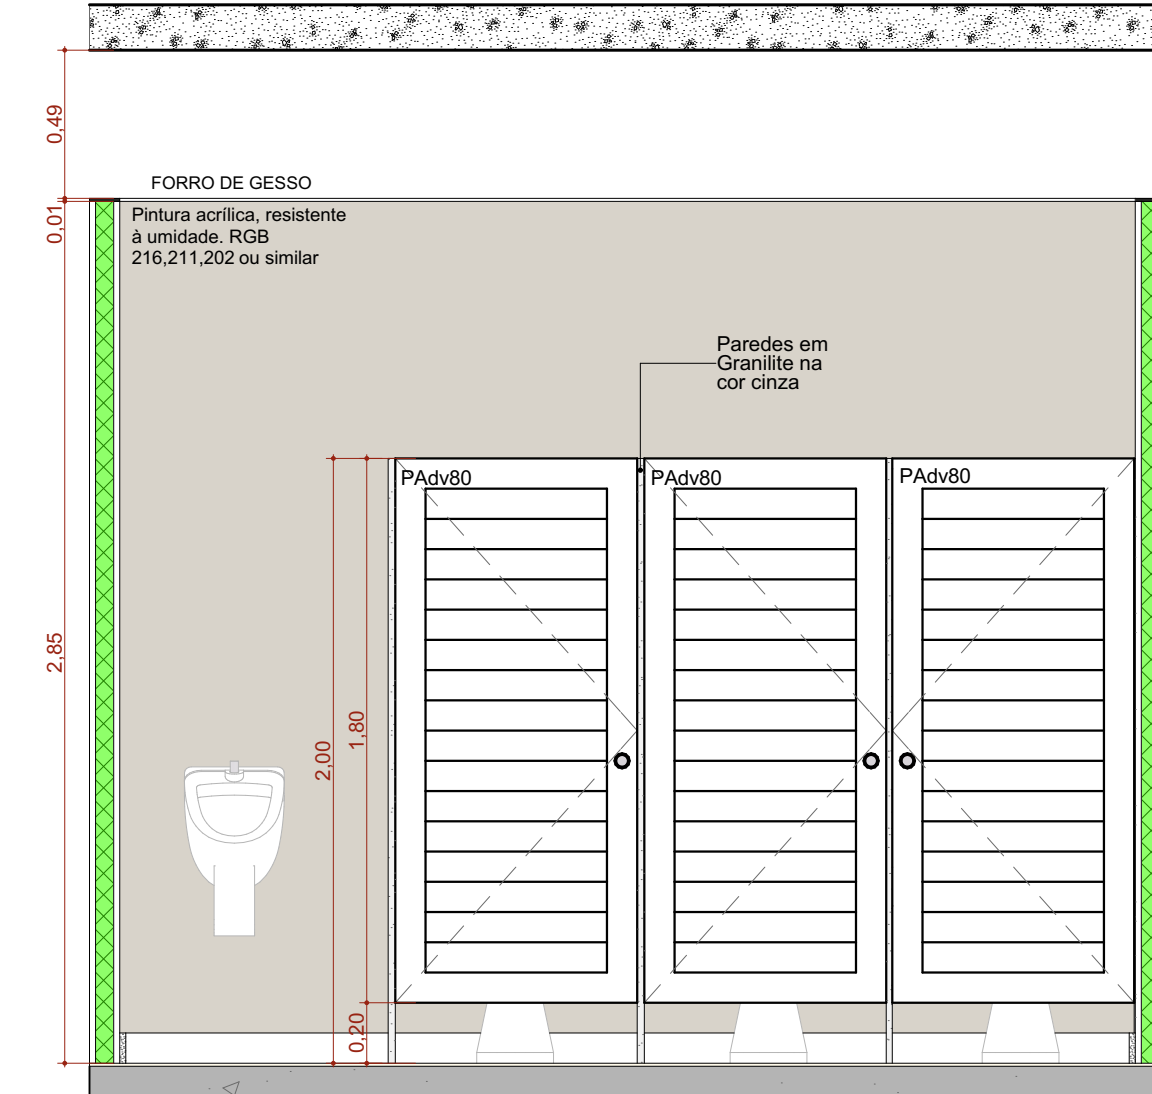 0,49
FORRO DE GESSO
0,01
Pintura acrílica, resistente
à umidade. RGB
216,211,202 ou similar
Paredes em
Granilite na
cor cinza
PAdv80
PAdv80
PAdv80
2,85
2,00
1,80
0,20